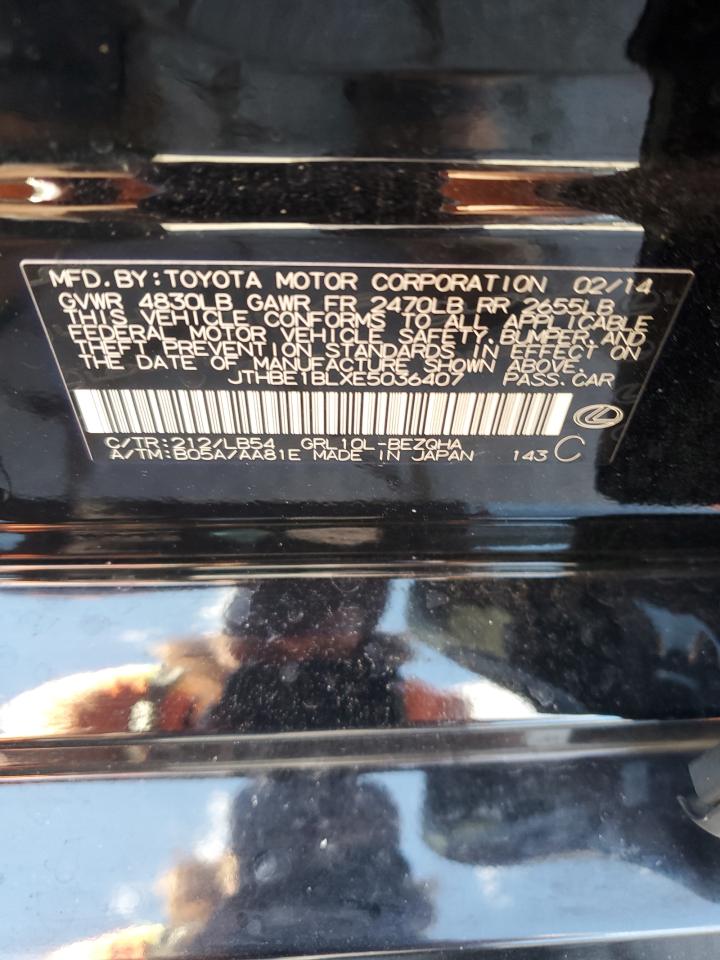 MFD.BY:TOYOTA MOTOR CORPORATION 02/14
GVWR 4830LB GAWR FR 2470LB RR 2655LB
THIS VEHICLE CONFORMS TO ALL APPLICABLE
FEDERAL MOTOR VEHICLE SAFETY,BUMPER,AND
THEFT PREVENTION STANDARDS IN EFFECT ON
THE DATE OF MANUFACTURE SHOWN ABOVE.
JTHBE1BLXE5036407 PASS.CAR
C/TR:212/LB54 GRL10L-BEZQHA
A/TM:B05A/AA81E MADE IN JAPAN 143 C